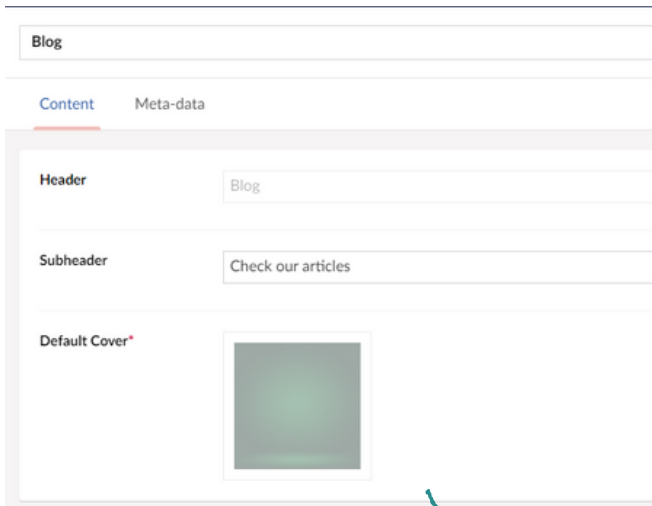 Blog
Content Meta-data
Header Blog
Subheader Check our articles
Default Cover*